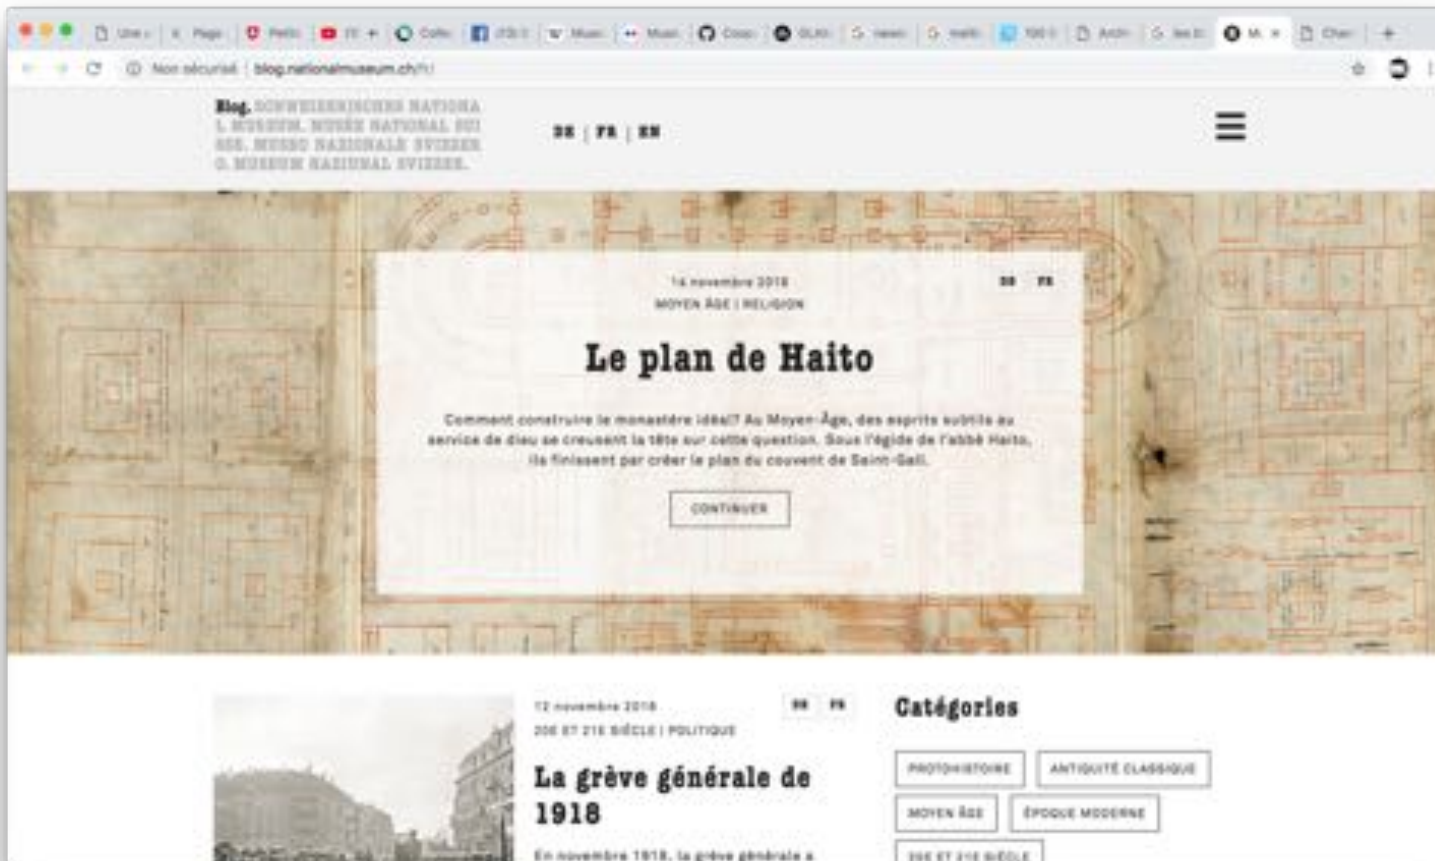 Non sécurisé | blog.nationalmuseum.ch/fr/
Blog. SCHWEIZERISCHES NATIONA
L MUSEUM. MUSÉE NATIONAL SUI
SSE. MUSEO NAZIONALE SVIZZER
O. MUSEUM NAZIUNAL SVIZZER.
DE | FR | EN
14 novembre 2018
DE FR
MOYEN ÂGE | RELIGION
Le plan de Haito
Comment construire le monastère idéal? Au Moyen-Âge, des esprits subtils au
service de dieu se creusent la tête sur cette question. Sous l'égide de l'abbé Haito,
ils finissent par créer le plan du couvent de Saint-Gall.
CONTINUER
12 novembre 2018
DE FR
20E ET 21E SIÈCLE | POLITIQUE
La grève générale de
1918
En novembre 1918, la grève générale a
Catégories
PROTOHISTOIRE
ANTIQUITÉ CLASSIQUE
MOYEN ÂGE
ÉPOQUE MODERNE
20E ET 21E SIÈCLE